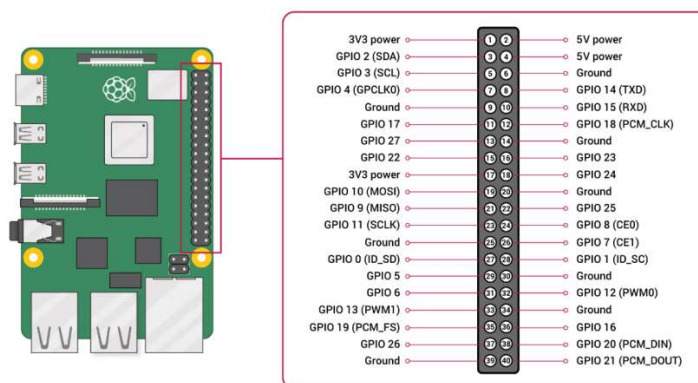 3V3 power 1 2 5V power
GPIO 2 (SDA) 3 4 5V power
GPIO 3 (SCL) 5 6 Ground
GPIO 4 (GPCLK0) 7 8 GPIO 14 (TXD)
Ground 9 10 GPIO 15 (RXD)
GPIO 17 11 12 GPIO 18 (PCM_CLK)
GPIO 27 13 14 Ground
GPIO 22 15 16 GPIO 23
3V3 power 17 18 GPIO 24
GPIO 10 (MOSI) 19 20 Ground
GPIO 9 (MISO) 21 22 GPIO 25
GPIO 11 (SCLK) 23 24 GPIO 8 (CE0)
Ground 25 26 GPIO 7 (CE1)
GPIO 0 (ID_SD) 27 28 GPIO 1 (ID_SC)
GPIO 5 29 30 Ground
GPIO 6 31 32 GPIO 12 (PWM0)
GPIO 13 (PWM1) 33 34 Ground
GPIO 19 (PCM_FS) 35 36 GPIO 16
GPIO 26 37 38 GPIO 20 (PCM_DIN)
Ground 39 40 GPIO 21 (PCM_DOUT)